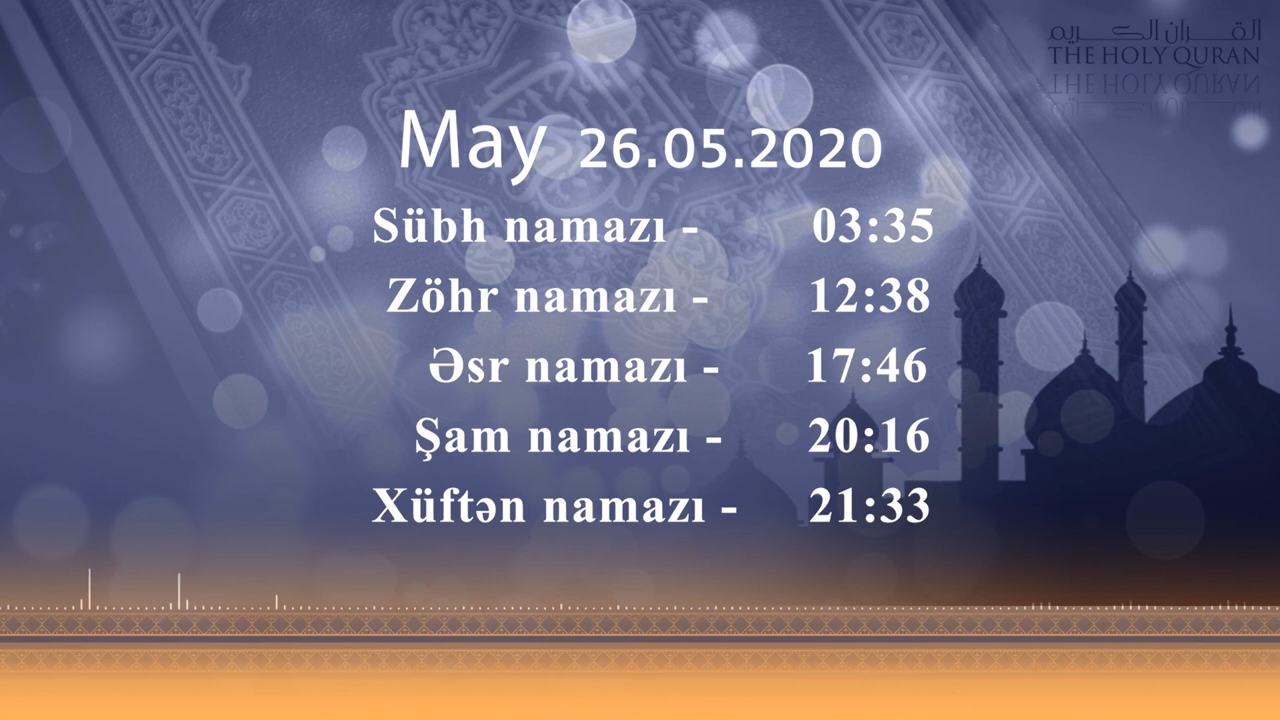 القرآن الكريم
THE HOLY QURAN
May 26.05.2020
Sübh namazı - 03:35
Zöhr namazı - 12:38
Əsr namazı - 17:46
Şam namazı - 20:16
Xüftən namazı - 21:33